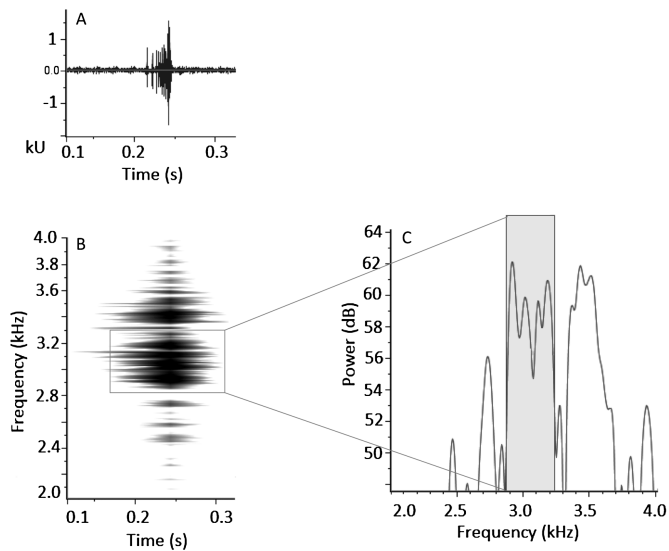 A
1
0.0
-1
kU
0.1 0.2 0.3
Time (s)
B
4.0
3.8
3.6
3.2
2.8
2.4
2.0
Frequency (kHz)
0.1 0.2 0.3
Time (s)
C
64
62
60
58
56
54
52
50
Power (dB)
2.0 2.5 3.0 3.5 4.0
Frequency (kHz)